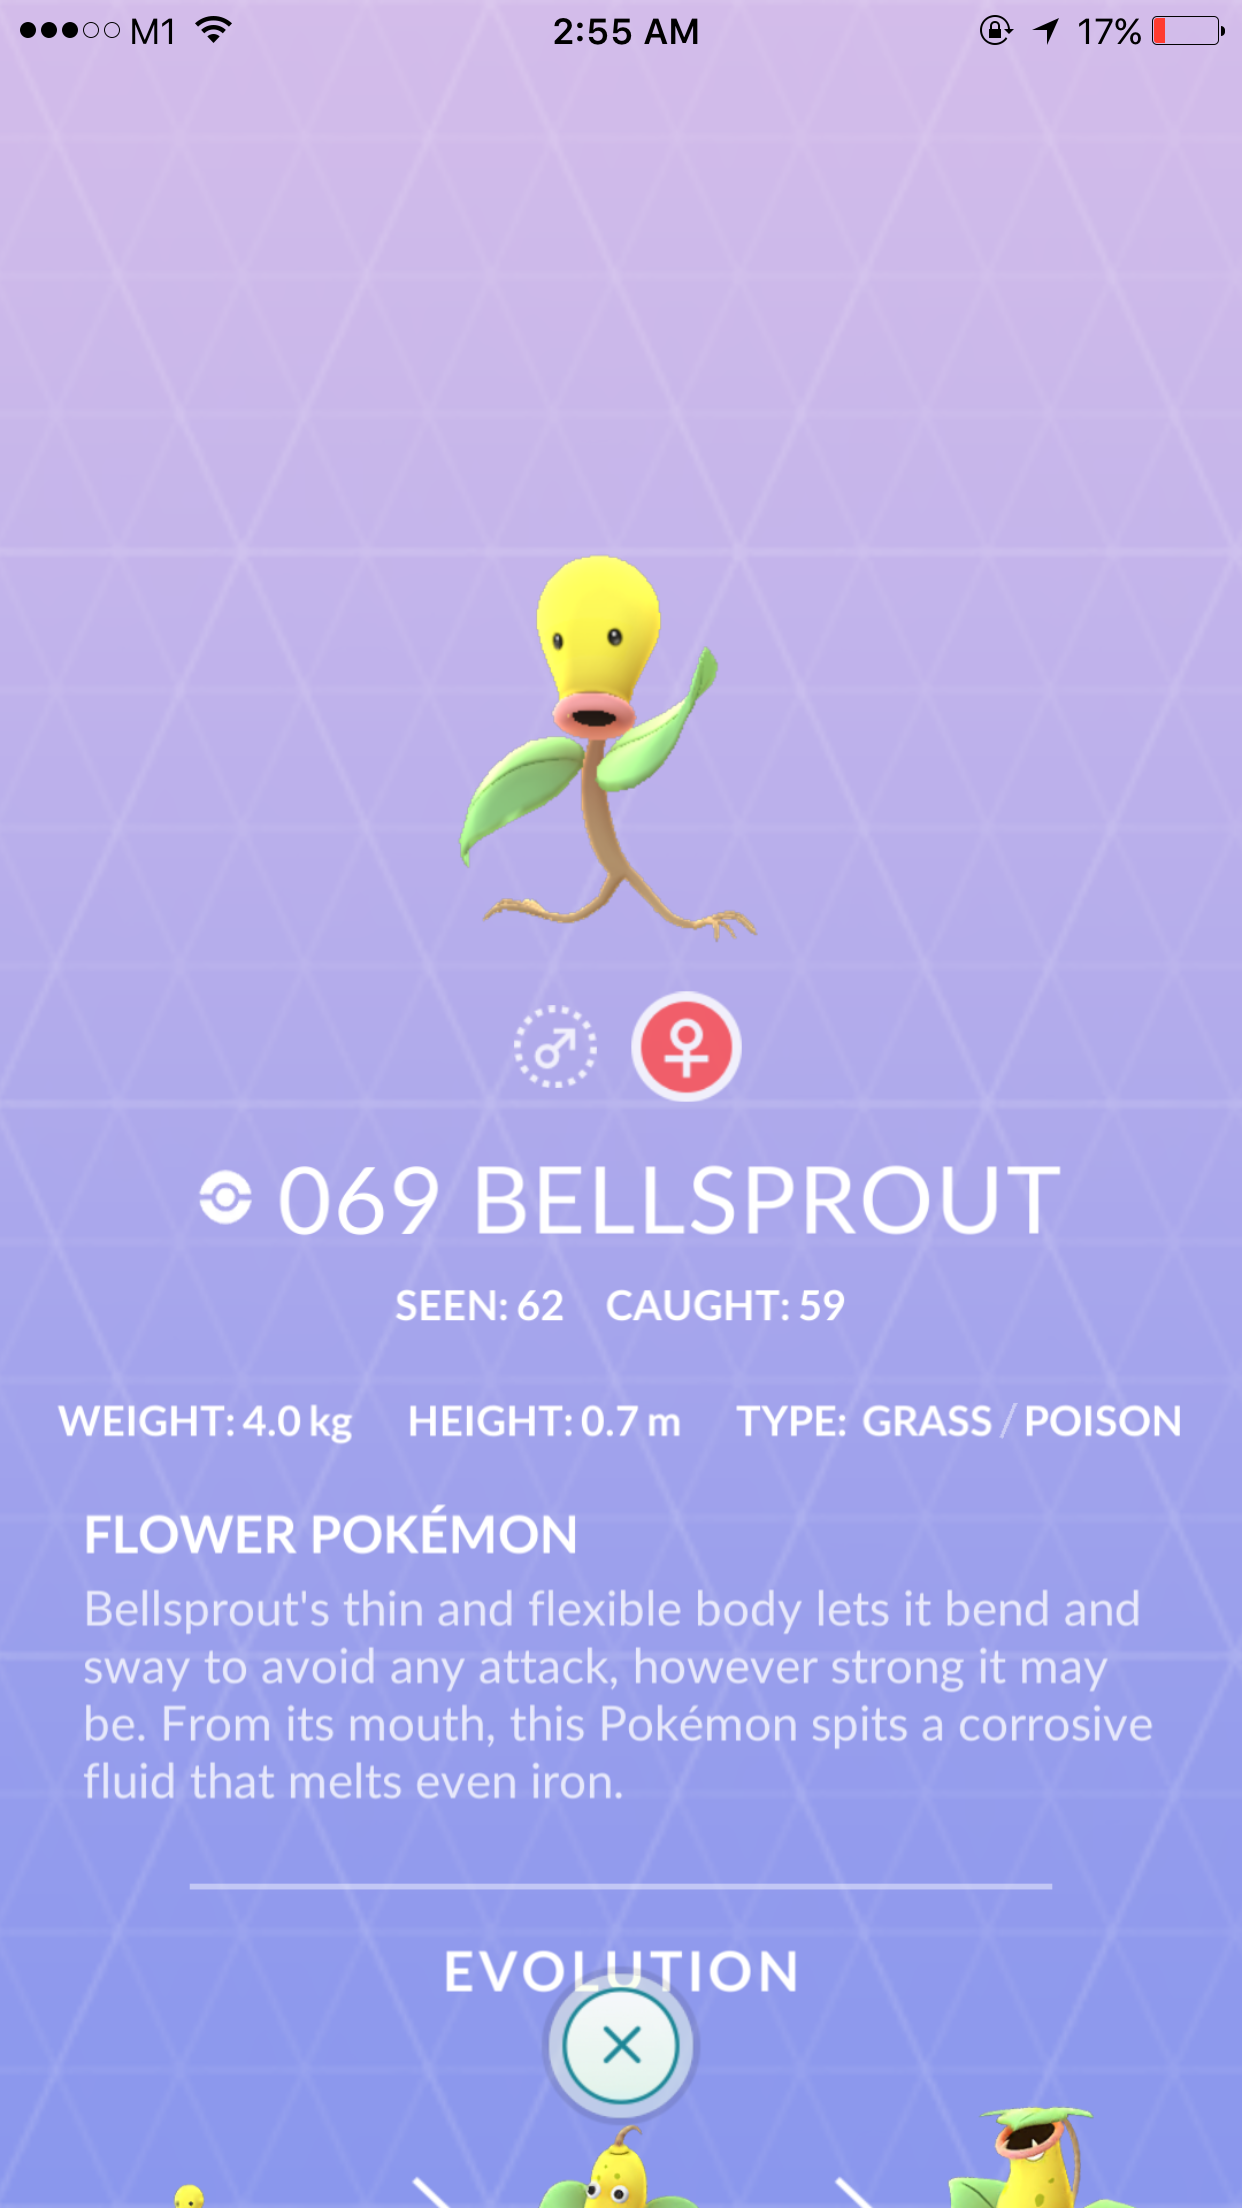 M1 2:55 AM 17%
069 BELLSPROUT
SEEN: 62 CAUGHT: 59
WEIGHT: 4.0 kg HEIGHT: 0.7 m TYPE: GRASS / POISON
FLOWER POKÉMON
Bellsprout's thin and flexible body lets it bend and
sway to avoid any attack, however strong it may
be. From its mouth, this Pokémon spits a corrosive
fluid that melts even iron.
EVOLUTION